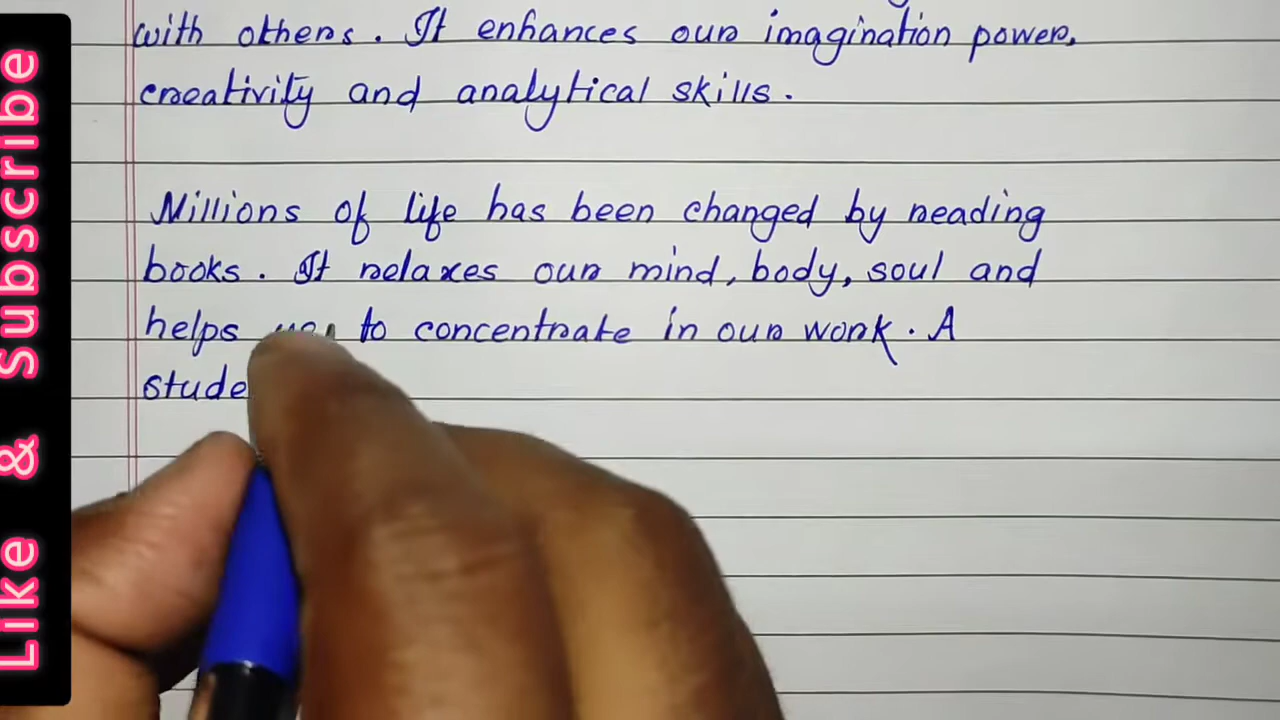 with others. It enhances our imagination power,
creativity and analytical skills.
Millions of life has been changed by reading
books. It relaxes our mind, body, soul and
helps to concentrate in our work. A
stude
Like & Subscribe